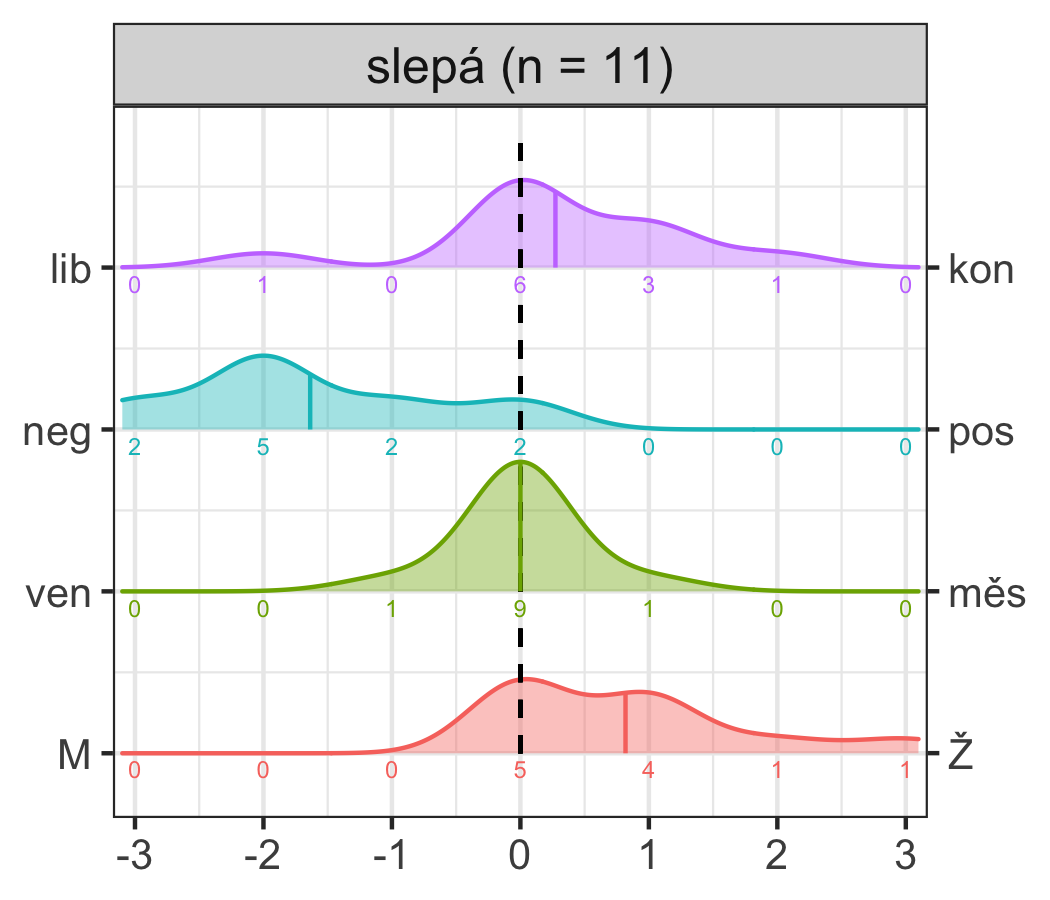 slepá (n = 11)
lib kon
0 1 0 6 3 1 0
neg pos
2 5 2 2 0 0 0
ven měs
0 0 1 9 1 0 0
M Ž
0 0 0 5 4 1 1
-3 -2 -1 0 1 2 3